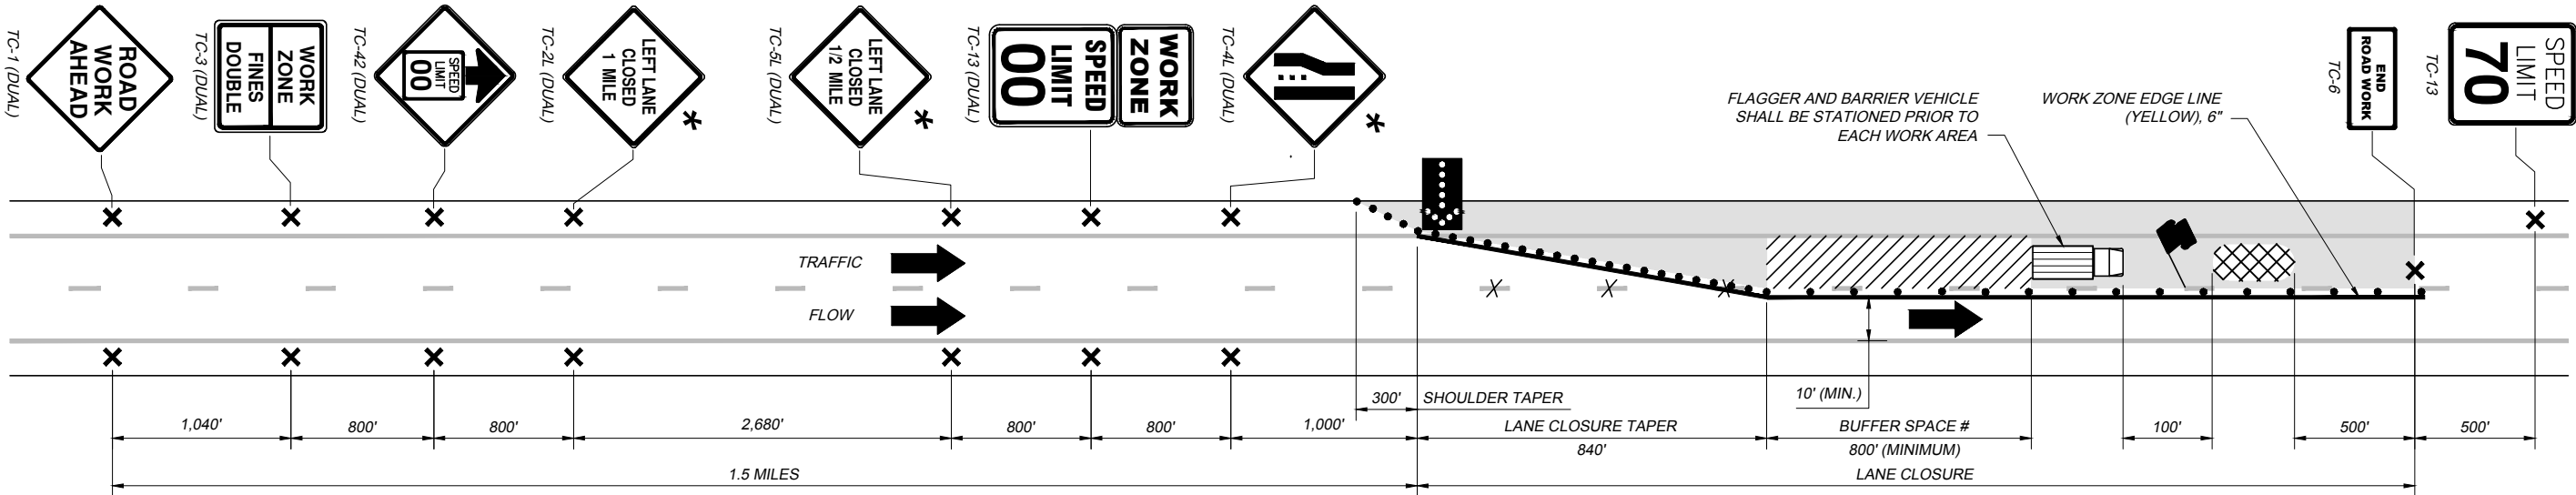 TC-1 (DUAL)
ROAD
WORK
AHEAD
TC-3 (DUAL)
WORK
ZONE
FINES
DOUBLE
TC-42 (DUAL)
SPEED
LIMIT
00
TC-2L (DUAL)
LEFT LANE
CLOSED
1 MILE
*
TC-5L (DUAL)
LEFT LANE
CLOSED
1/2 MILE
*
TC-13 (DUAL)
WORK
ZONE
SPEED
LIMIT
00
TC-4L (DUAL)
*
FLAGGER AND BARRIER VEHICLE
SHALL BE STATIONED PRIOR TO
EACH WORK AREA
WORK ZONE EDGE LINE
(YELLOW), 6"
TC-6
END
ROAD WORK
TC-13
SPEED
LIMIT
70
TRAFFIC
FLOW
300' SHOULDER TAPER
10' (MIN.)
1,040'
800'
800'
2,680'
800'
800'
1,000'
LANE CLOSURE TAPER
840'
BUFFER SPACE #
800' (MINIMUM)
100'
500'
500'
1.5 MILES
LANE CLOSURE